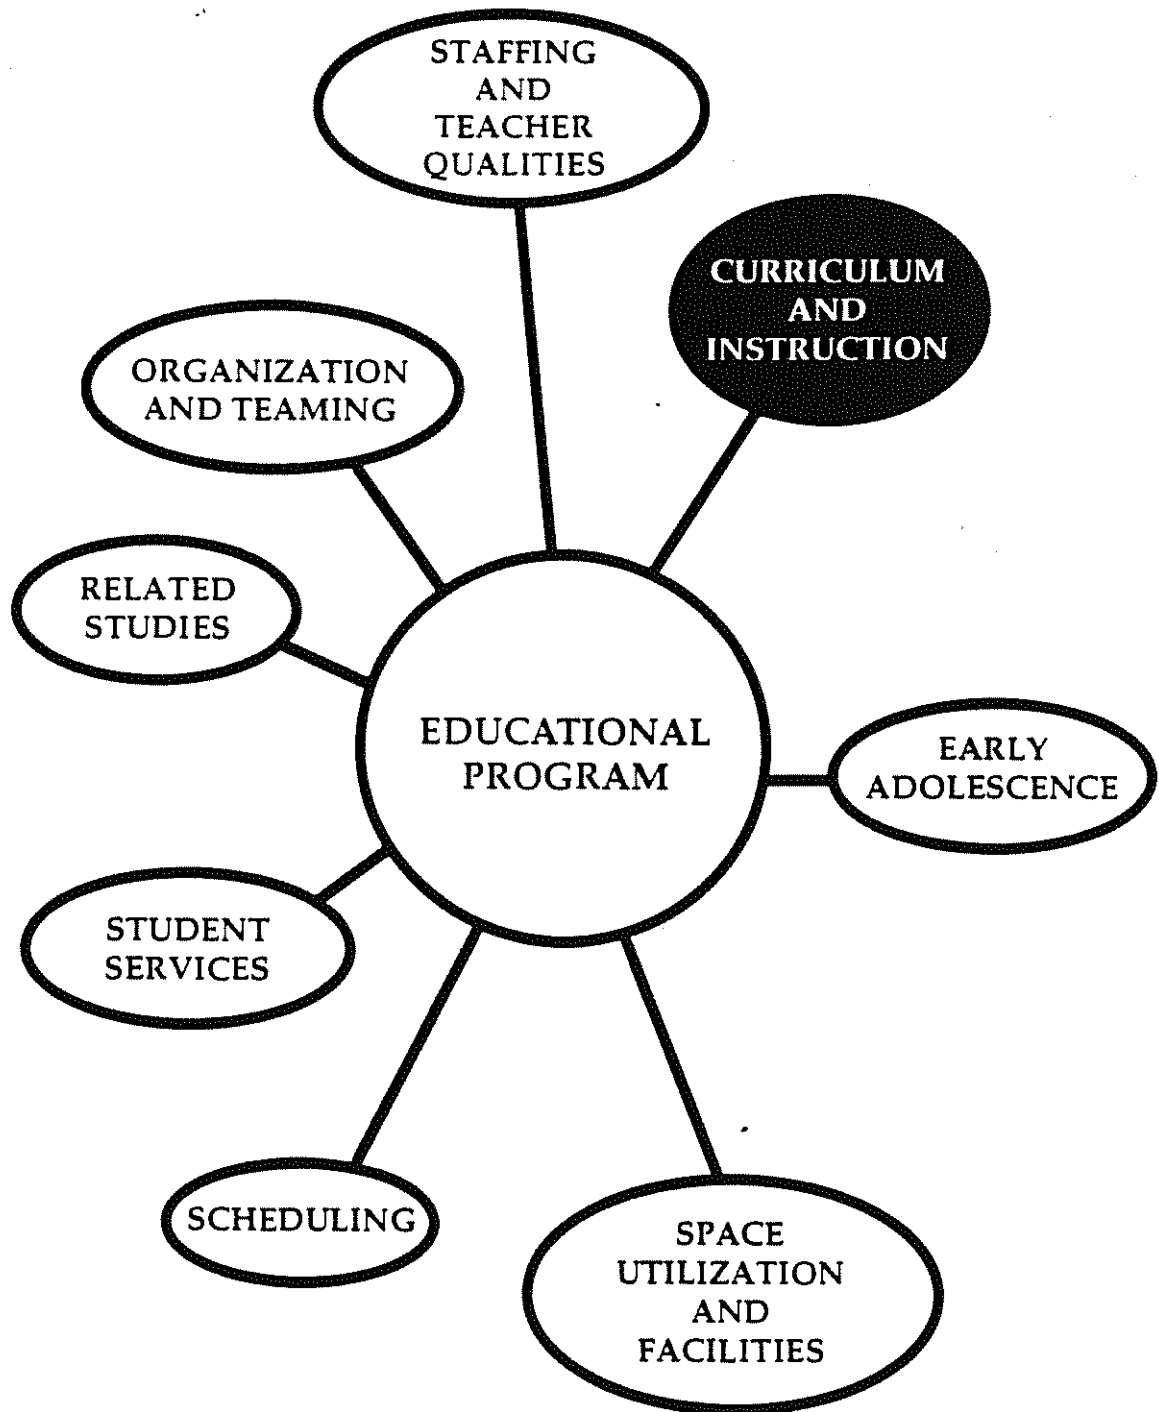 STAFFING
AND
TEACHER
QUALITIES
CURRICULUM
AND
INSTRUCTION
ORGANIZATION
AND TEAMING
RELATED
STUDIES
EDUCATIONAL
PROGRAM
EARLY
ADOLESCENCE
STUDENT
SERVICES
SCHEDULING
SPACE
UTILIZATION
AND
FACILITIES